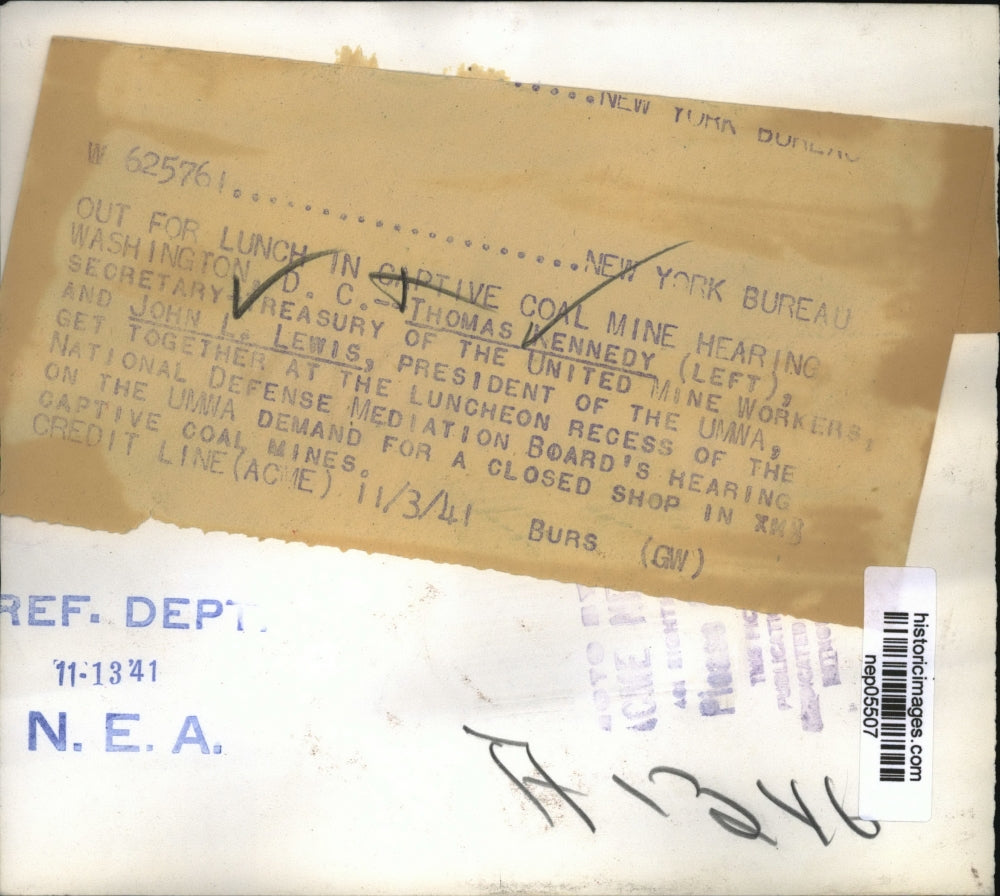 .....NEW YORK BUREAU
W 625761......................NEW YORK BUREAU
OUT FOR LUNCH IN CAPTIVE COAL MINE HEARING
WASHINGTON, D. C.--THOMAS KENNEDY (LEFT),
SECRETARY-TREASURY OF THE UNITED MINE WORKERS,
AND JOHN L. LEWIS, PRESIDENT OF THE UMWA,
GET TOGETHER AT THE LUNCHEON RECESS OF THE
NATIONAL DEFENSE MEDIATION BOARD'S HEARING
ON THE UMWA DEMAND FOR A CLOSED SHOP IN
CAPTIVE COAL MINES.
CREDIT LINE (ACME) 11/3/41 BURS (GW)
REF. DEPT.
11-13'41
N. E. A.
historicimages.com
nep05507